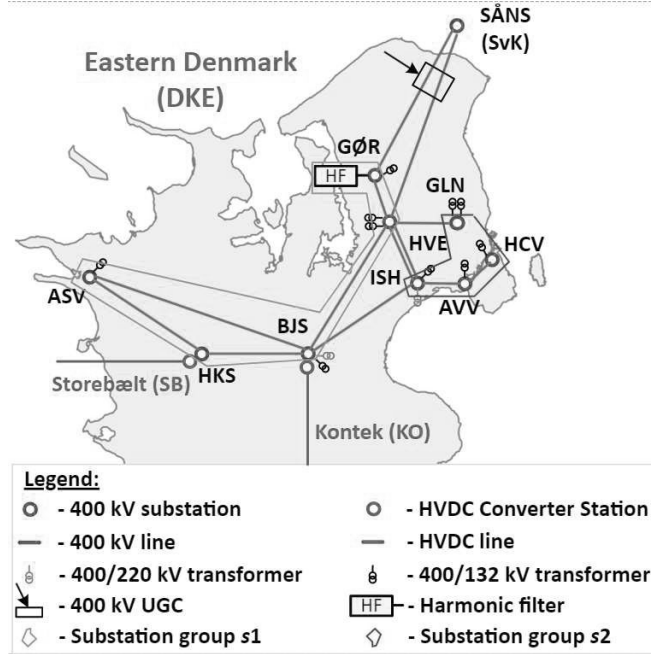 SÅNS
(SvK)
Eastern Denmark
(DKE)
GØR
HF
GLN
HVE
HCV
ISH
ASV
AVV
BJS
HKS
Storebælt (SB)
Kontek (KO)
Legend:
- 400 kV substation
- HVDC Converter Station
- 400 kV line
- HVDC line
- 400/220 kV transformer
- 400/132 kV transformer
- 400 kV UGC
HF - Harmonic filter
- Substation group s1
- Substation group s2